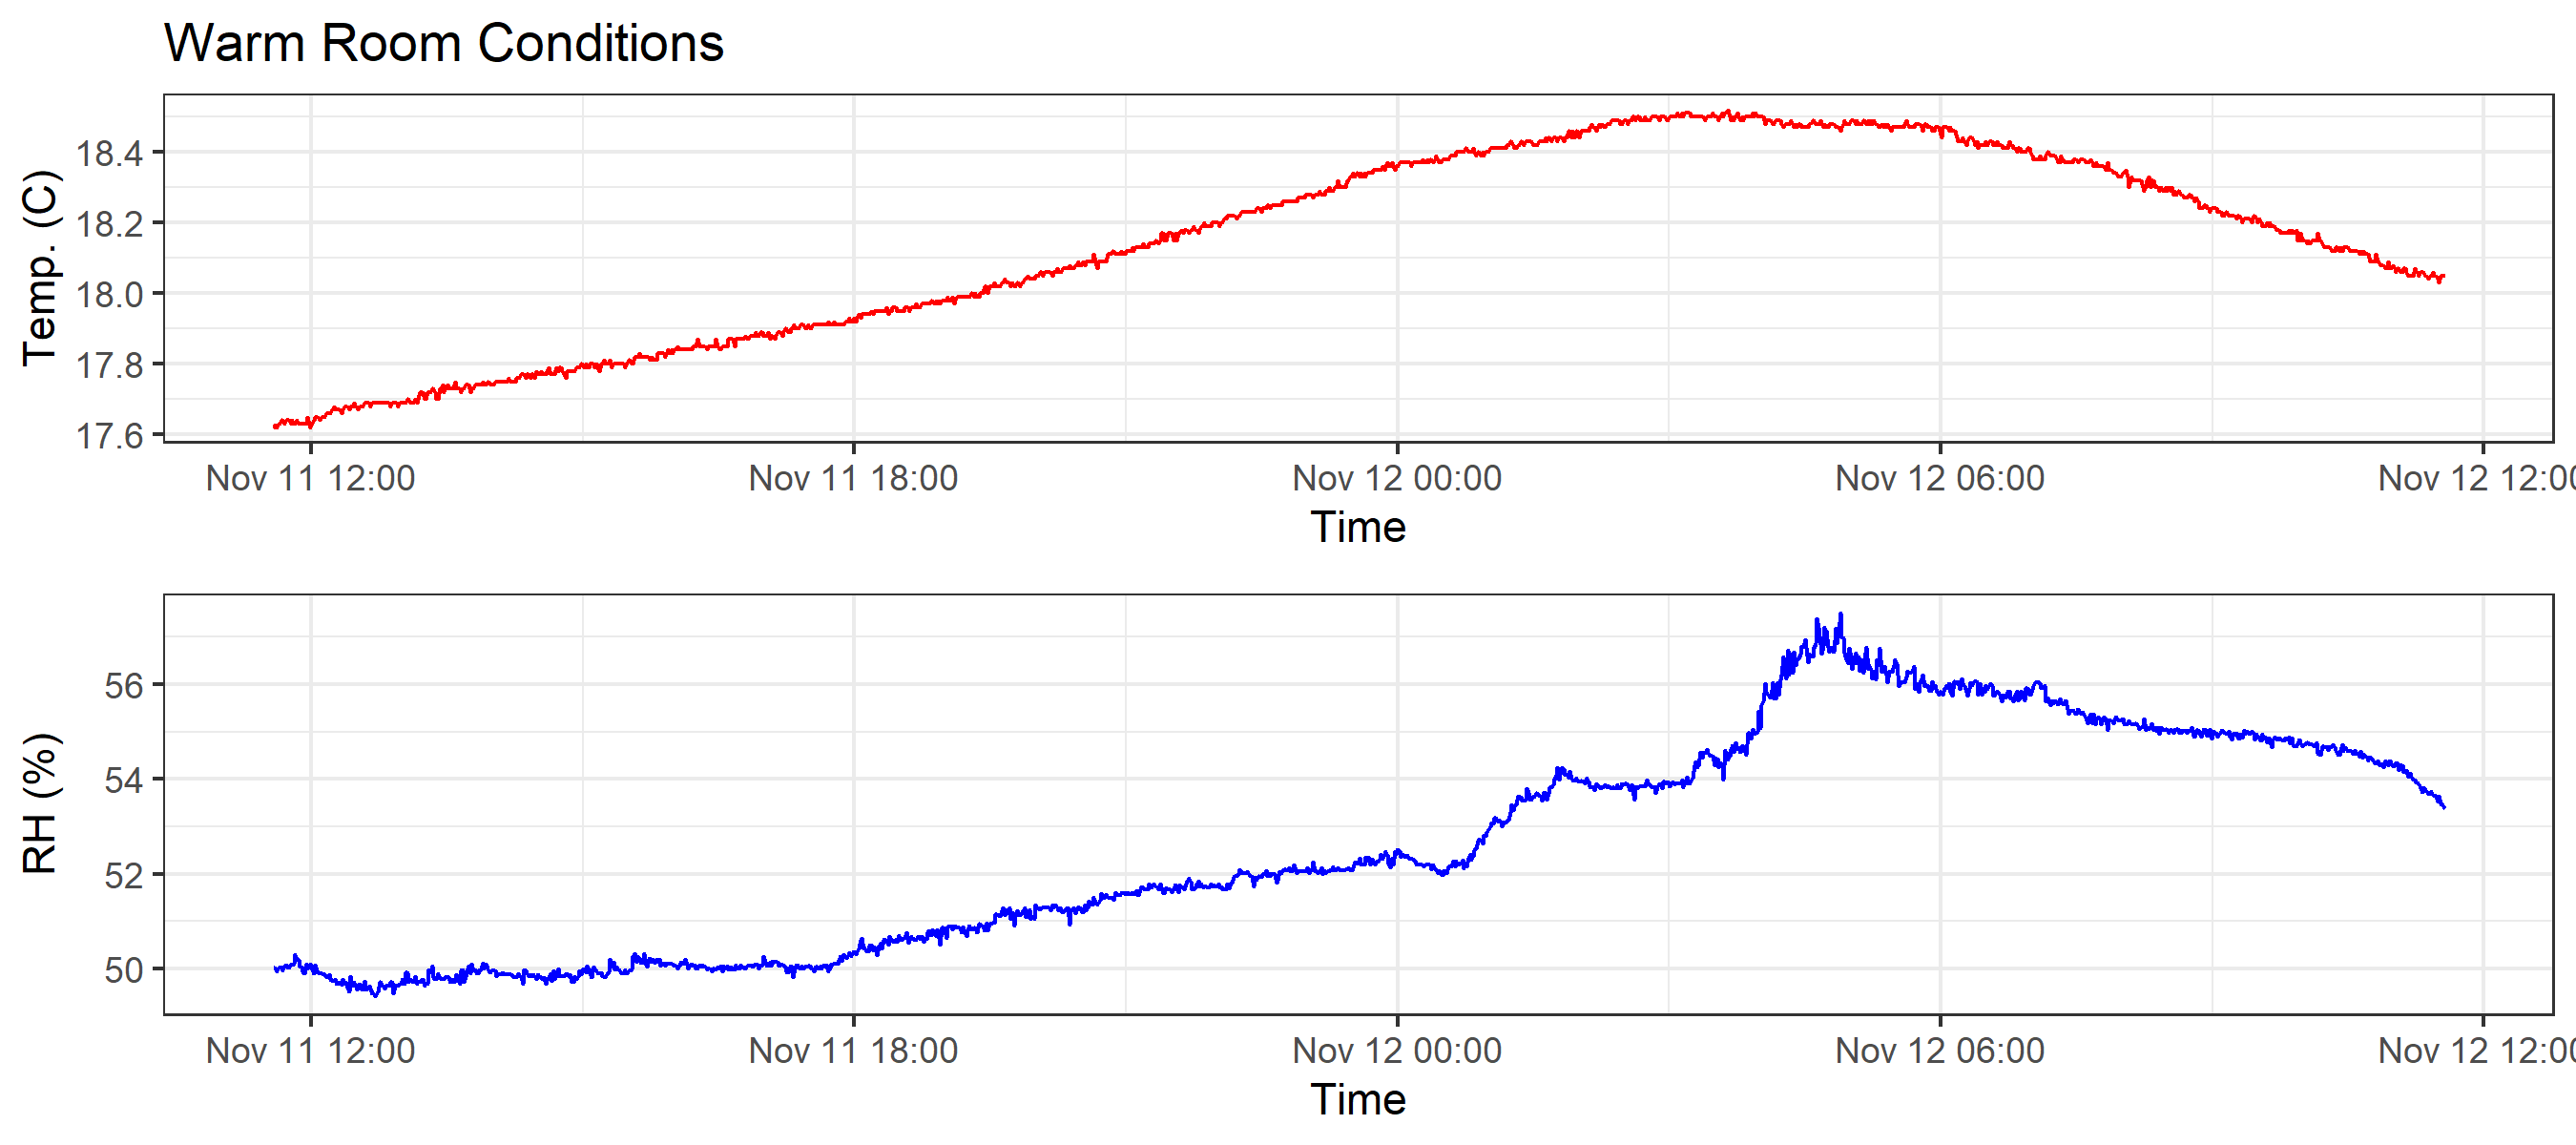 Warm Room Conditions
Temp. (C)
18.4
18.2
18.0
17.8
17.6
Nov 11 12:00 Nov 11 18:00 Nov 12 00:00 Nov 12 06:00 Nov 12 12:00
Time
RH (%)
56
54
52
50
Nov 11 12:00 Nov 11 18:00 Nov 12 00:00 Nov 12 06:00 Nov 12 12:00
Time